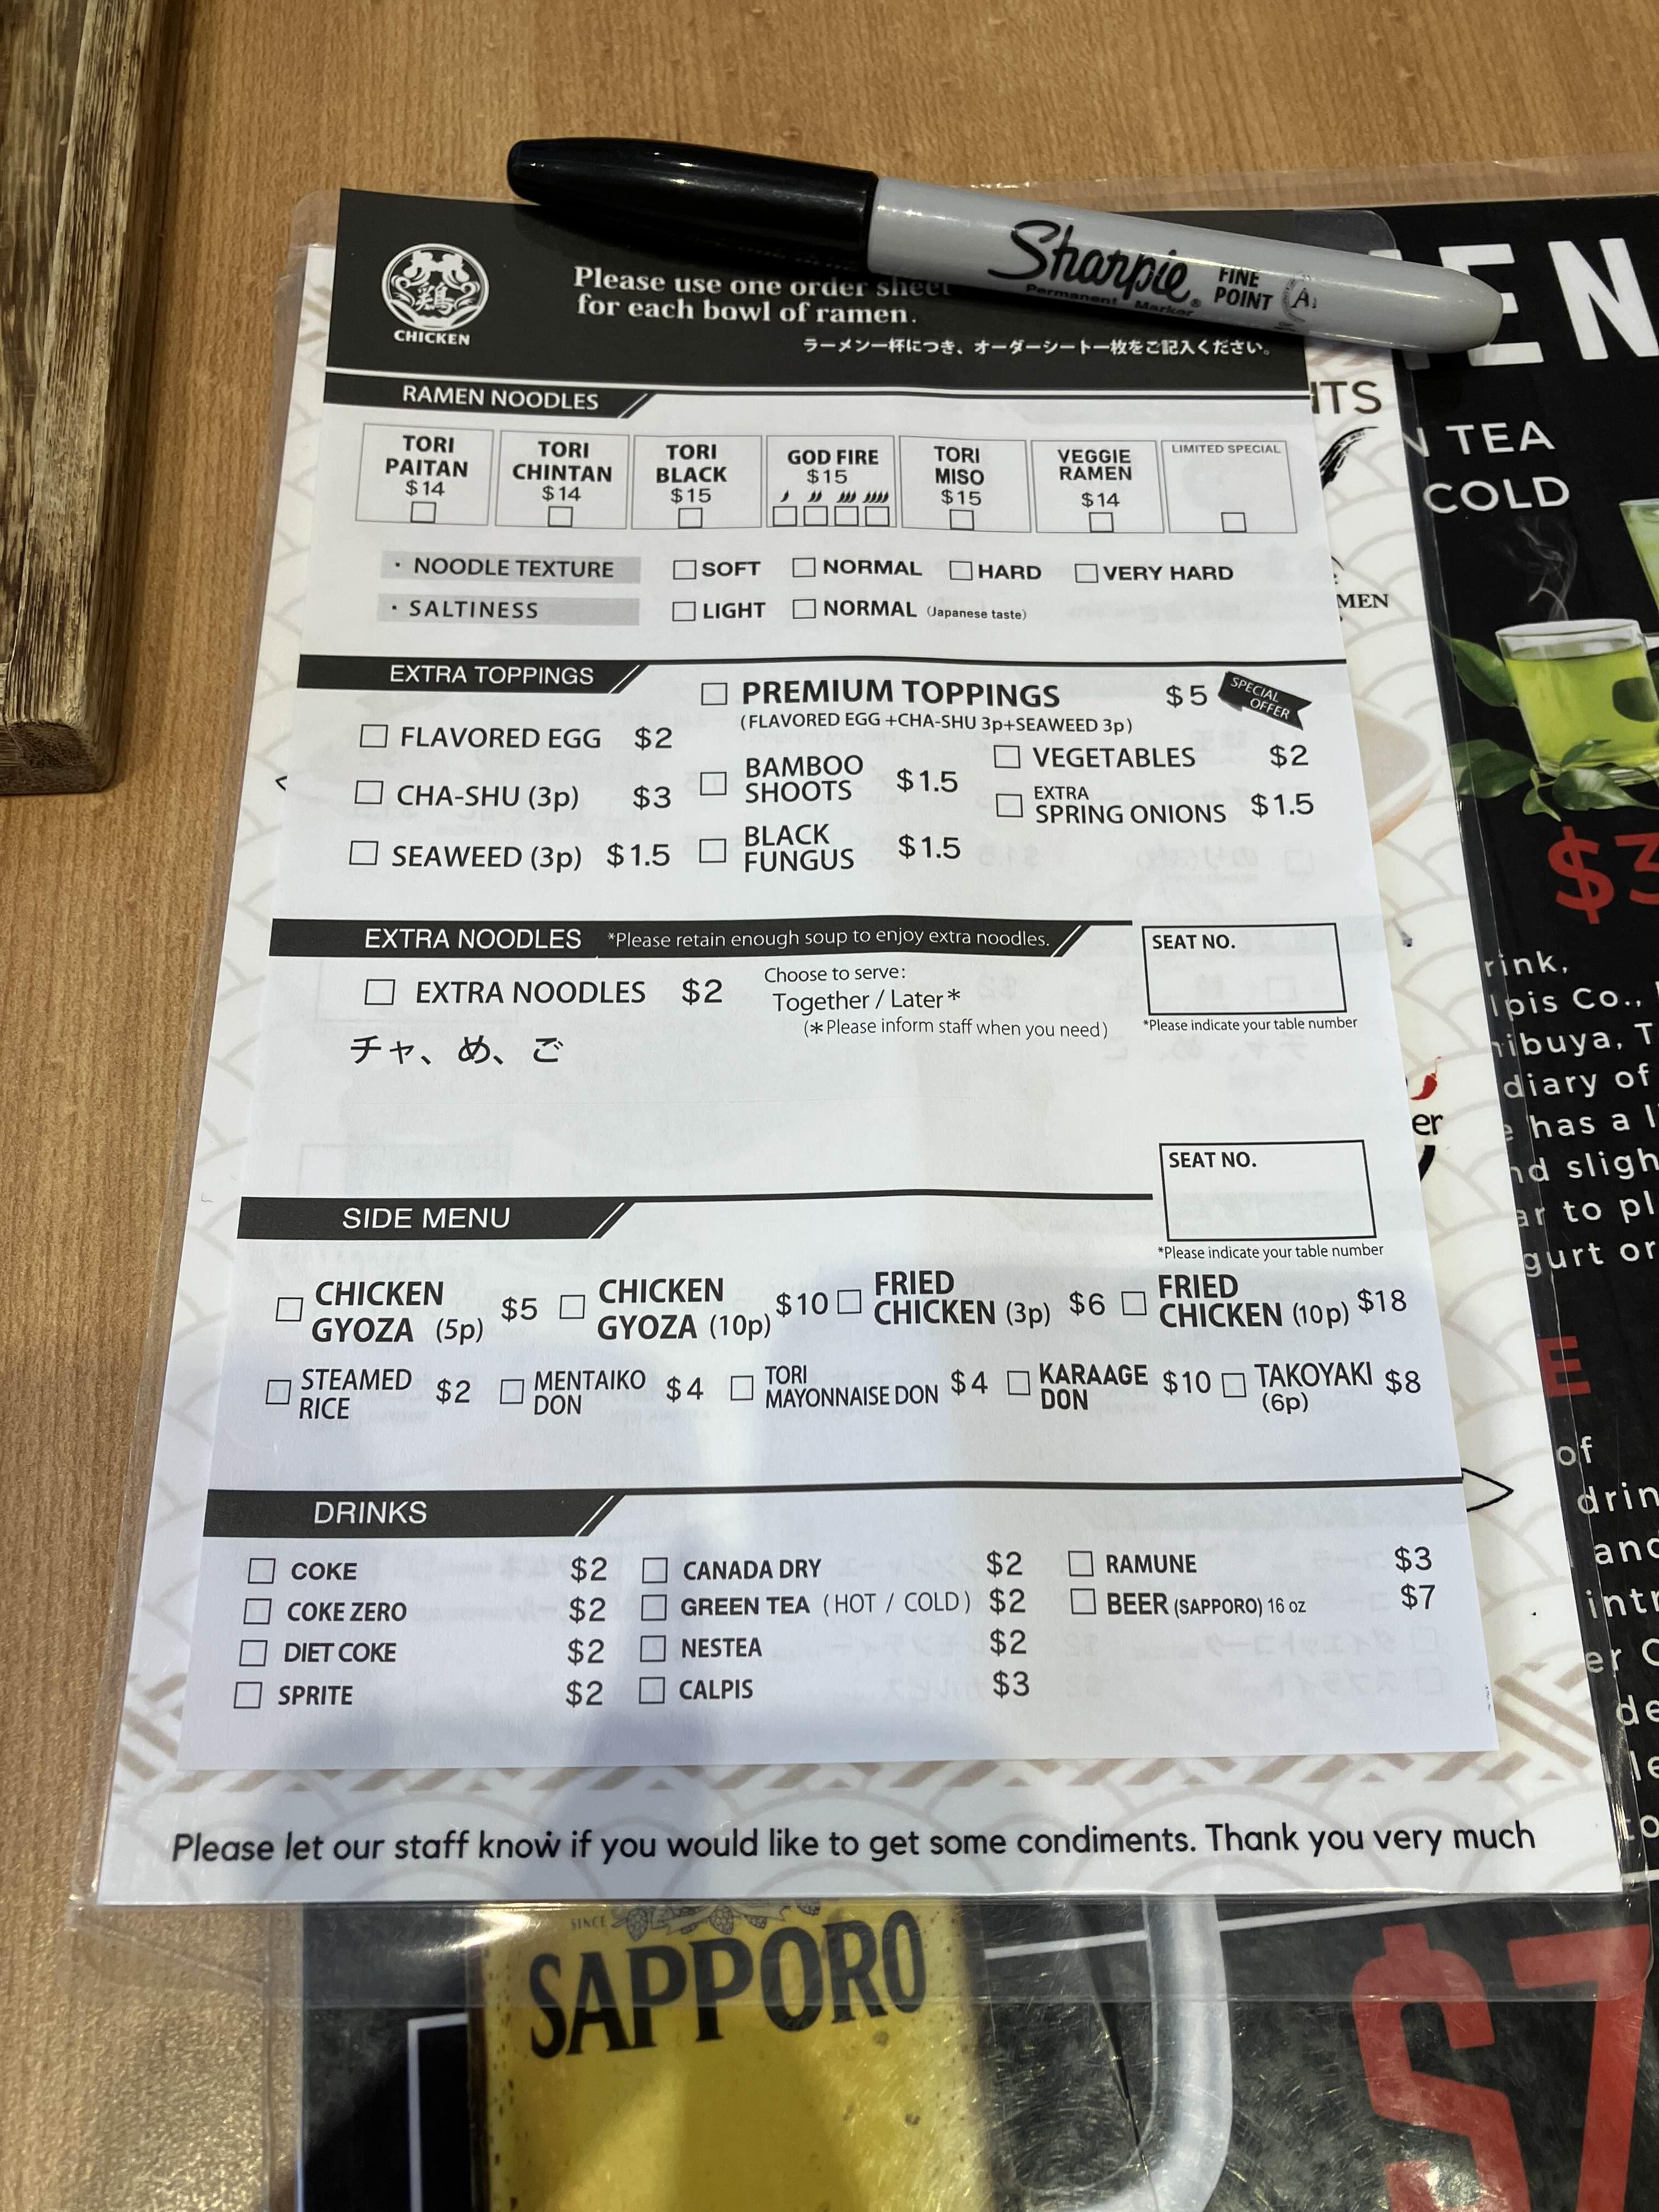 Sharpie
FINE
POINT
Permanent Marker
鶏
CHICKEN
Please use one order sheet
for each bowl of ramen.
ラーメン一杯につき、オーダーシート一枚をご記入ください。
RAMEN NOODLES
TORI PAITAN $14
TORI CHINTAN $14
TORI BLACK $15
GOD FIRE $15
TORI MISO $15
VEGGIE RAMEN $14
LIMITED SPECIAL
・NOODLE TEXTURE SOFT NORMAL HARD VERY HARD
・SALTINESS LIGHT NORMAL (Japanese taste)
EXTRA TOPPINGS
PREMIUM TOPPINGS $5 SPECIAL OFFER
(FLAVORED EGG+CHA-SHU 3p+SEAWEED 3p)
FLAVORED EGG $2
CHA-SHU (3p) $3
SEAWEED (3p) $1.5
BAMBOO SHOOTS $1.5
BLACK FUNGUS $1.5
VEGETABLES $2
EXTRA SPRING ONIONS $1.5
EXTRA NOODLES *Please retain enough soup to enjoy extra noodles.
EXTRA NOODLES $2
Choose to serve:
Together / Later*
(*Please inform staff when you need)
チャ、め、ご
SEAT NO.
*Please indicate your table number
SEAT NO.
*Please indicate your table number
SIDE MENU
CHICKEN GYOZA (5p) $5
CHICKEN GYOZA (10p) $10
FRIED CHICKEN (3p) $6
FRIED CHICKEN (10p) $18
STEAMED RICE $2
MENTAIKO DON $4
TORI MAYONNAISE DON $4
KARAAGE DON $10
TAKOYAKI (6p) $8
DRINKS
COKE $2
COKE ZERO $2
DIET COKE $2
SPRITE $2
CANADA DRY $2
GREEN TEA (HOT / COLD) $2
NESTEA $2
CALPIS $3
RAMUNE $3
BEER (SAPPORO) 16 oz $7
Please let our staff know if you would like to get some condiments. Thank you very much
TEA
COLD
MEN
Co.,
has a
to
of
SINCE
SAPPORO
$7